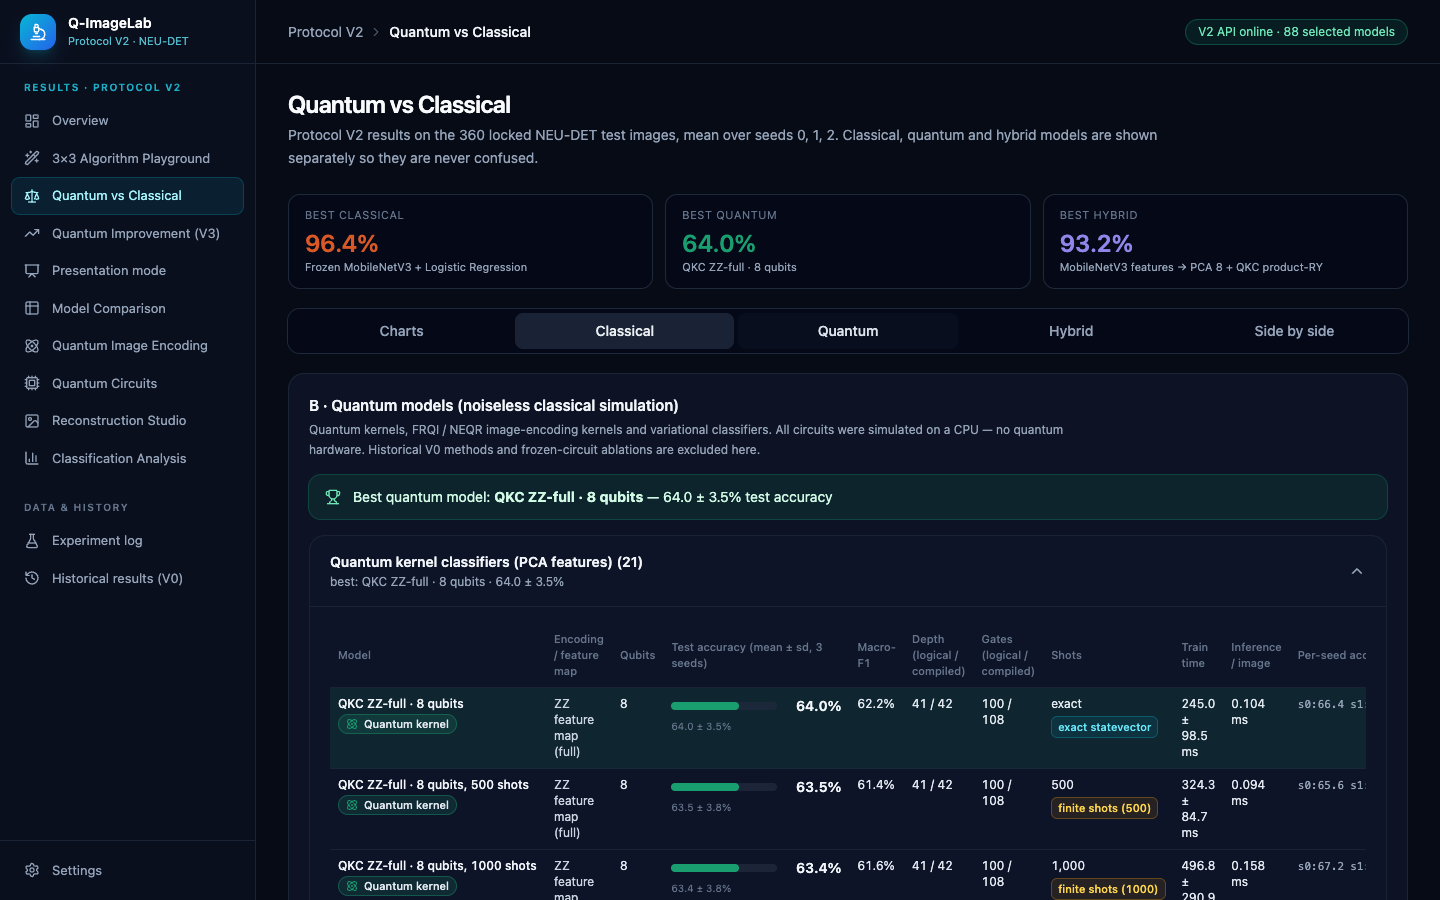 Q-ImageLab
Protocol V2 · NEU-DET
RESULTS · PROTOCOL V2
Overview
3×3 Algorithm Playground
Quantum vs Classical
Quantum Improvement (V3)
Presentation mode
Model Comparison
Quantum Image Encoding
Quantum Circuits
Reconstruction Studio
Classification Analysis
DATA & HISTORY
Experiment log
Historical results (V0)
Settings
Protocol V2 > Quantum vs Classical
V2 API online · 88 selected models
Quantum vs Classical
Protocol V2 results on the 360 locked NEU-DET test images, mean over seeds 0, 1, 2. Classical, quantum and hybrid models are shown
separately so they are never confused.
BEST CLASSICAL
96.4%
Frozen MobileNetV3 + Logistic Regression
BEST QUANTUM
64.0%
QKC ZZ-full · 8 qubits
BEST HYBRID
93.2%
MobileNetV3 features → PCA 8 + QKC product-RY
Charts
Classical
Quantum
Hybrid
Side by side
B · Quantum models (noiseless classical simulation)
Quantum kernels, FRQI / NEQR image-encoding kernels and variational classifiers. All circuits were simulated on a CPU — no quantum
hardware. Historical V0 methods and frozen-circuit ablations are excluded here.
Best quantum model: QKC ZZ-full · 8 qubits — 64.0 ± 3.5% test accuracy
Quantum kernel classifiers (PCA features) (21)
best: QKC ZZ-full · 8 qubits · 64.0 ± 3.5%
Model
Encoding
/ feature
map
Qubits
Test accuracy (mean ± sd, 3
seeds)
Macro-
F1
Depth
(logical /
compiled)
Gates
(logical /
compiled)
Shots
Train
time
Inference
/ image
Per-seed acc
QKC ZZ-full · 8 qubits
Quantum kernel
ZZ
feature
map
(full)
8
64.0%
64.0 ± 3.5%
62.2%
41 / 42
100 /
108
exact
exact statevector
245.0
±
98.5
ms
0.104
ms
s0:66.4 s1:
QKC ZZ-full · 8 qubits, 500 shots
Quantum kernel
ZZ
feature
map
(full)
8
63.5%
63.5 ± 3.8%
61.4%
41 / 42
100 /
108
500
finite shots (500)
324.3
±
84.7
ms
0.094
ms
s0:65.6 s1:
QKC ZZ-full · 8 qubits, 1000 shots
Quantum kernel
ZZ
feature
map
8
63.4%
63.4 ± 3.8%
61.6%
41 / 42
100 /
108
1,000
finite shots (1000)
496.8
±
290.9
0.158
ms
s0:67.2 s1: